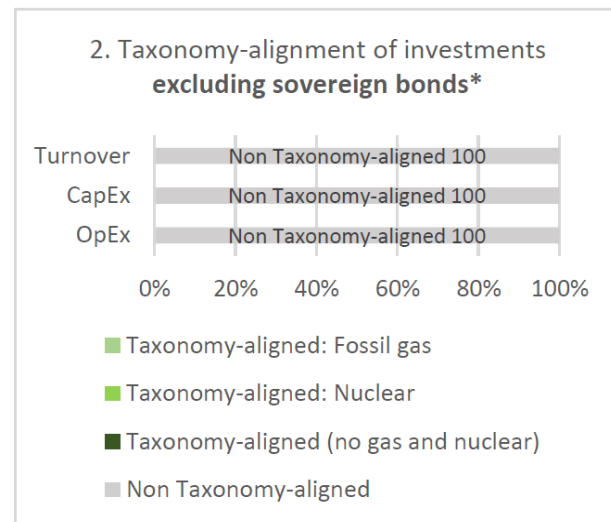 2. Taxonomy-alignment of investments
excluding sovereign bonds*
Turnover
Non Taxonomy-aligned 100
CapEx
Non Taxonomy-aligned 100
OpEx
Non Taxonomy-aligned 100
0% 20% 40% 60% 80% 100%
Taxonomy-aligned: Fossil gas
Taxonomy-aligned: Nuclear
Taxonomy-aligned (no gas and nuclear)
Non Taxonomy-aligned